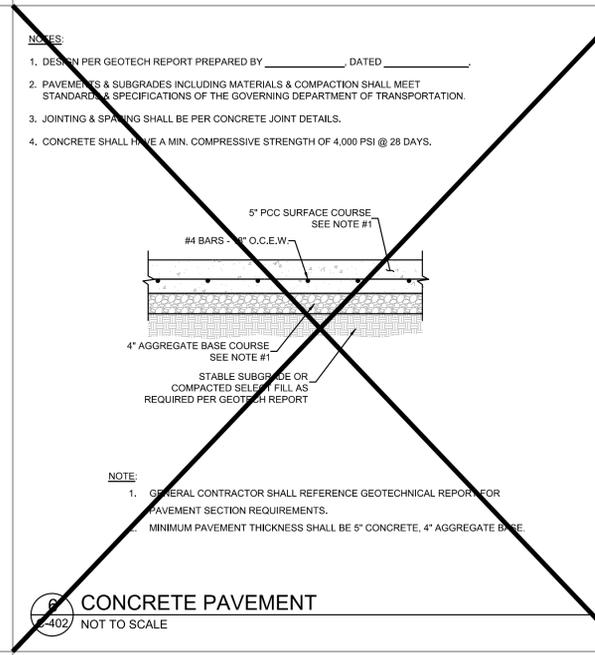 NOTES:
1. DESIGN PER GEOTECH REPORT PREPARED BY ____________, DATED ____________.
2. PAVEMENTS & SUBGRADES INCLUDING MATERIALS & COMPACTION SHALL MEET
STANDARDS & SPECIFICATIONS OF THE GOVERNING DEPARTMENT OF TRANSPORTATION.
3. JOINTING & SPACING SHALL BE PER CONCRETE JOINT DETAILS.
4. CONCRETE SHALL HAVE A MIN. COMPRESSIVE STRENGTH OF 4,000 PSI @ 28 DAYS.
5" PCC SURFACE COURSE
SEE NOTE #1
#4 BARS - " O.C.E.W.
4" AGGREGATE BASE COURSE
SEE NOTE #1
STABLE SUBGRADE OR
COMPACTED SELECT FILL AS
REQUIRED PER GEOTECH REPORT
NOTE:
1. GENERAL CONTRACTOR SHALL REFERENCE GEOTECHNICAL REPORT FOR
PAVEMENT SECTION REQUIREMENTS.
2. MINIMUM PAVEMENT THICKNESS SHALL BE 5" CONCRETE, 4" AGGREGATE BASE.
6
C-402
CONCRETE PAVEMENT
NOT TO SCALE